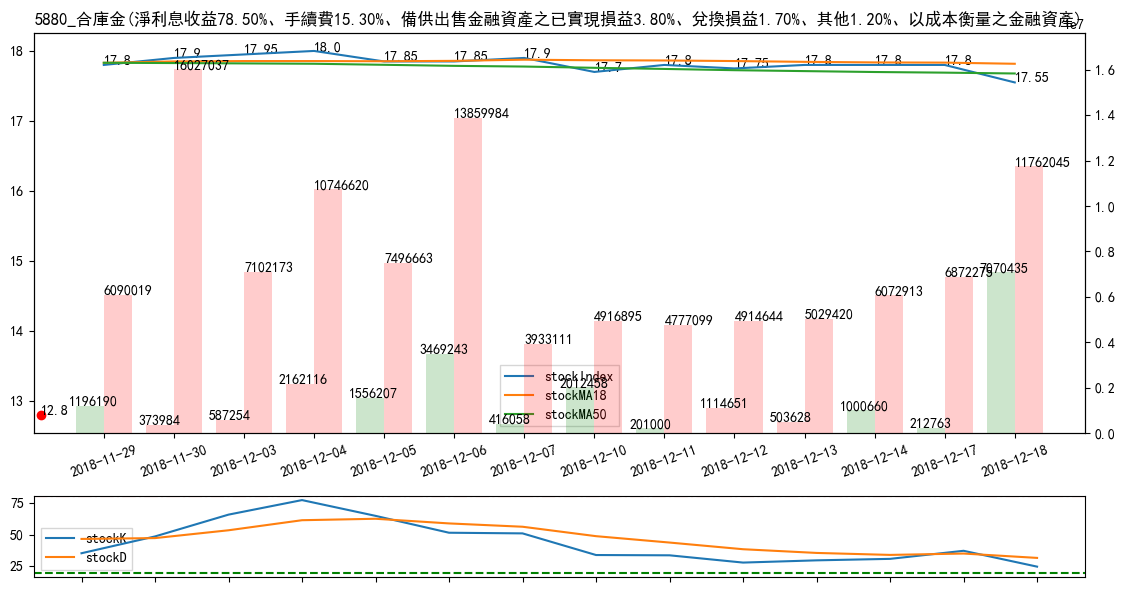 5880_合庫金(淨利息收益78.50%、手續費15.30%、備供出售金融資產之已實現損益3.80%、兌換損益1.70%、其他1.20%、以成本衡量之金融資產)
1e7
18
17
16
15
14
13
1.6
1.4
1.2
1.0
0.8
0.6
0.4
0.2
0.0
17.8 17.9 17.95 18.0 17.85 17.85 17.9 17.7 17.8 17.75 17.8 17.8 17.8 17.55
6090019 16027037 7102173 10746620 7496663 13859984 3933111 4916895 4777099 4914644 5029420 6072913 6872275 11762045
12.8 1196190 373984 587254 2162116 1556207 3469243 416058 2012458 201000 1114651 503628 1000660 212763 7070435
stockIndex
stockMA18
stockMA50
2018-11-29 2018-11-30 2018-12-03 2018-12-04 2018-12-05 2018-12-06 2018-12-07 2018-12-10 2018-12-11 2018-12-12 2018-12-13 2018-12-14 2018-12-17 2018-12-18
75
50
25
stockK
stockD